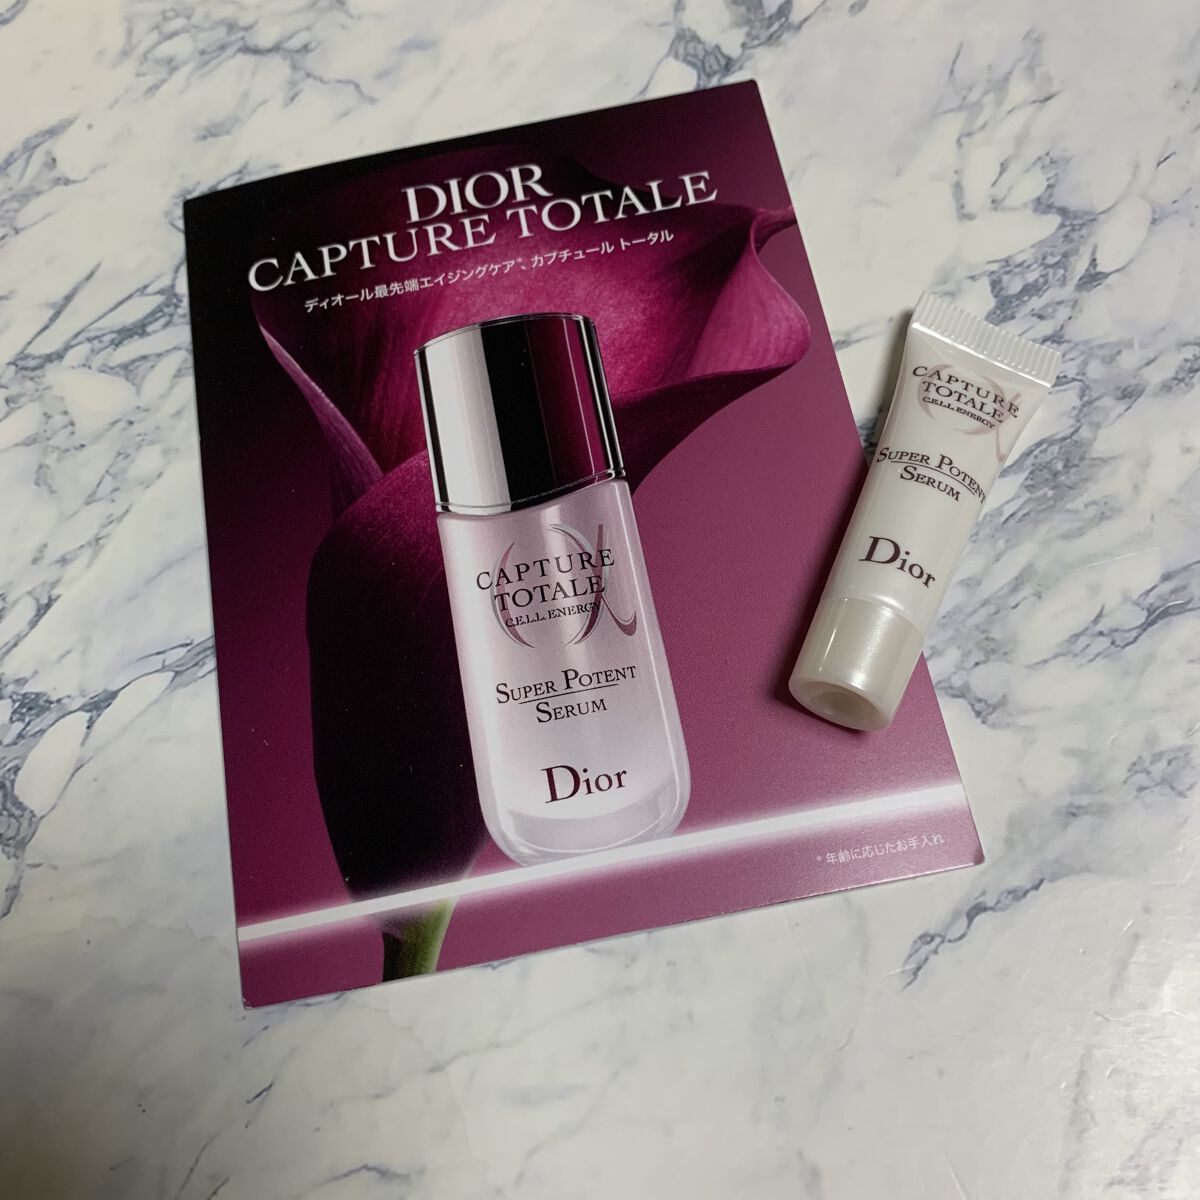 DIOR
CAPTURE TOTALE
ディオール最先端エイジングケア*、カプチュール トータル
CAPTURE
TOTALE
C.E.L.L. ENERGY
SUPER POTENT
SERUM
Dior
* 年齢に応じたお手入れ
CAPTURE
TOTALE
C.E.L.L. ENERGY
SUPER POTENT
SERUM
Dior